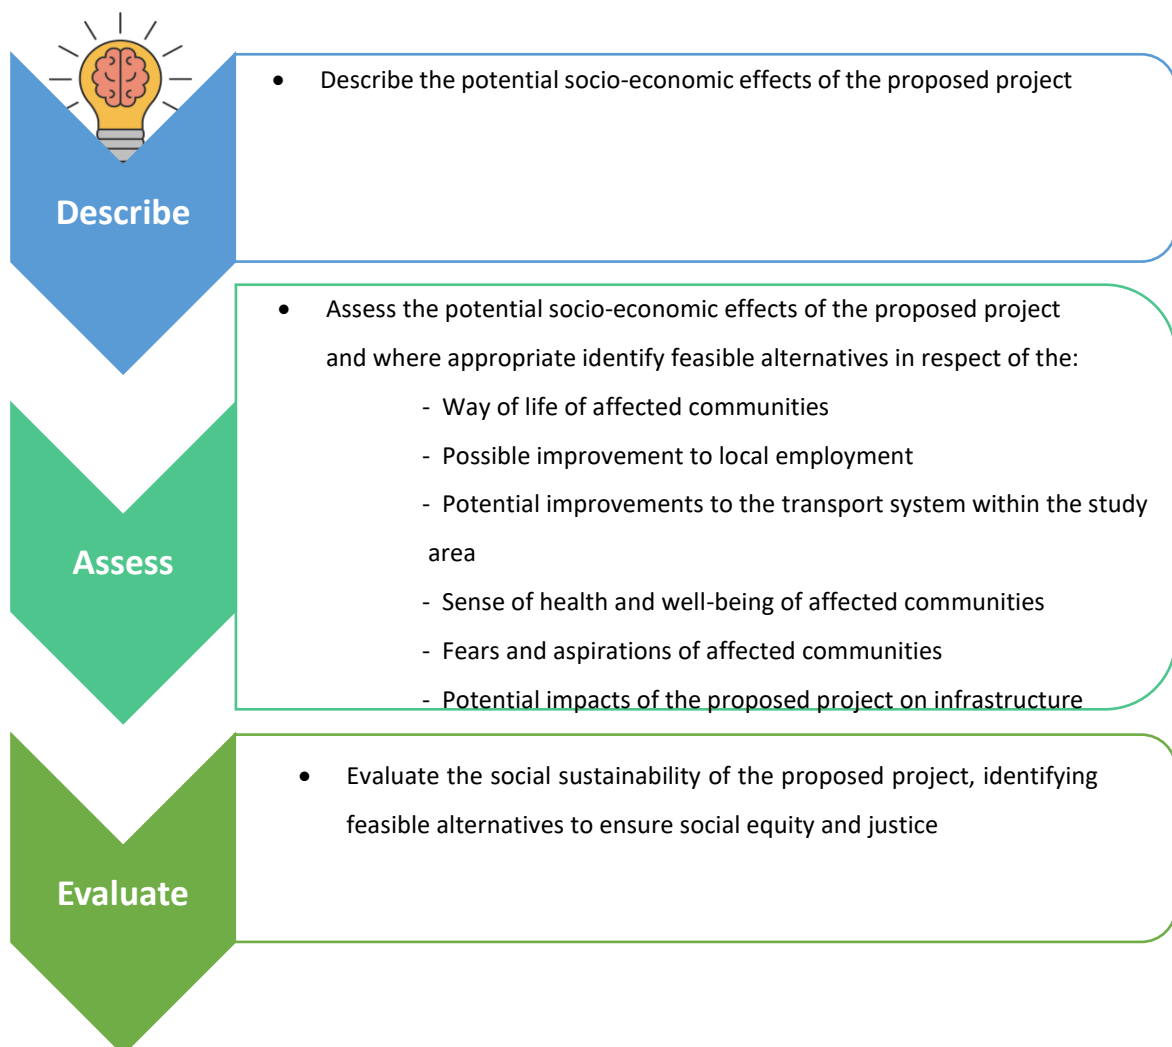 Describe
• Describe the potential socio-economic effects of the proposed project
Assess
• Assess the potential socio-economic effects of the proposed project
and where appropriate identify feasible alternatives in respect of the:
- Way of life of affected communities
- Possible improvement to local employment
- Potential improvements to the transport system within the study
area
- Sense of health and well-being of affected communities
- Fears and aspirations of affected communities
- Potential impacts of the proposed project on infrastructure
Evaluate
• Evaluate the social sustainability of the proposed project, identifying
feasible alternatives to ensure social equity and justice